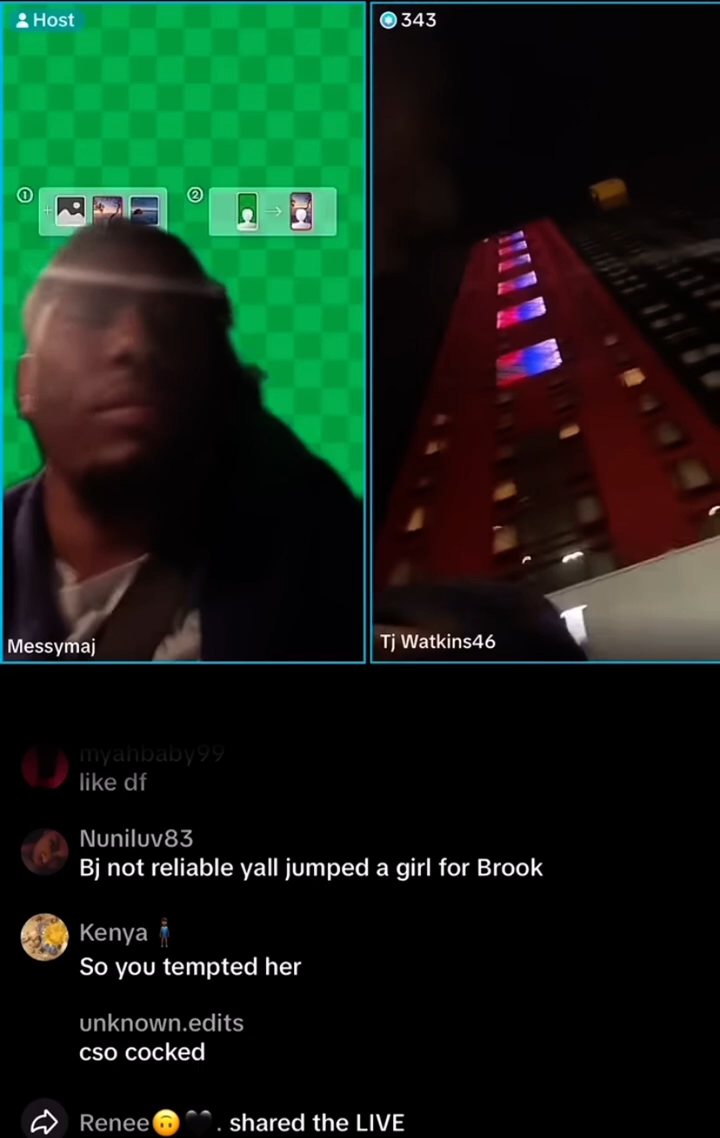 Host
343
1
2
Messymaj
Tj Watkins46
myahbaby99
like df
Nuniluv83
Bj not reliable yall jumped a girl for Brook
Kenya🧍🏿‍♂️
So you tempted her
unknown.edits
cso cocked
Renee🙃🖤. shared the LIVE